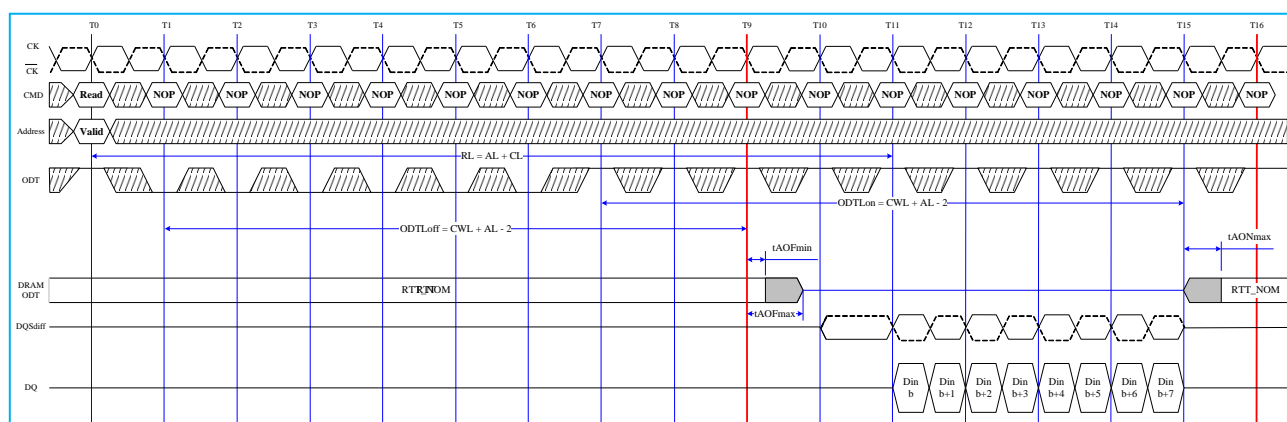 T0 T1 T2 T3 T4 T5 T6 T7 T8 T9 T10 T11 T12 T13 T14 T15 T16
CK
CK
CMD Read NOP NOP NOP NOP NOP NOP NOP NOP NOP NOP NOP NOP NOP NOP NOP NOP
Address Valid
RL = AL + CL
ODT
ODTLon = CWL + AL - 2
ODTLoff = CWL + AL - 2
tAOFmin tAONmax
DRAM
ODT
RTT_NOM RTT_NOM
tAOFmax
DQSdiff
DQ
Din Din Din Din Din Din Din Din
b b+1 b+2 b+3 b+4 b+5 b+6 b+7